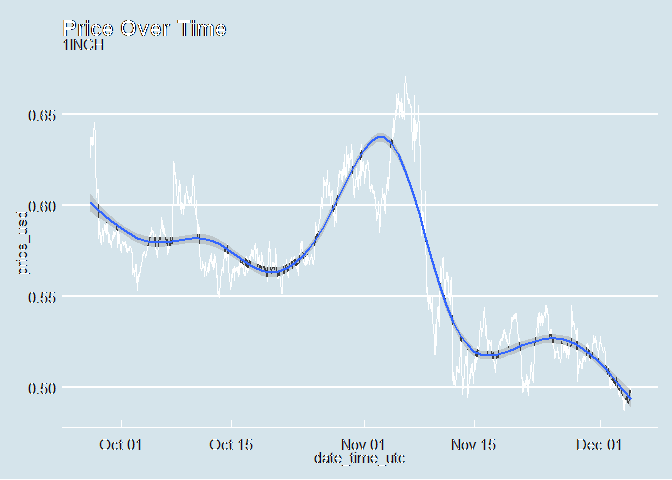 Price Over Time
1INCH
0.65
0.60
0.55
0.50
price_usd
Oct 01
Oct 15
Nov 01
Nov 15
Dec 01
date_time_utc